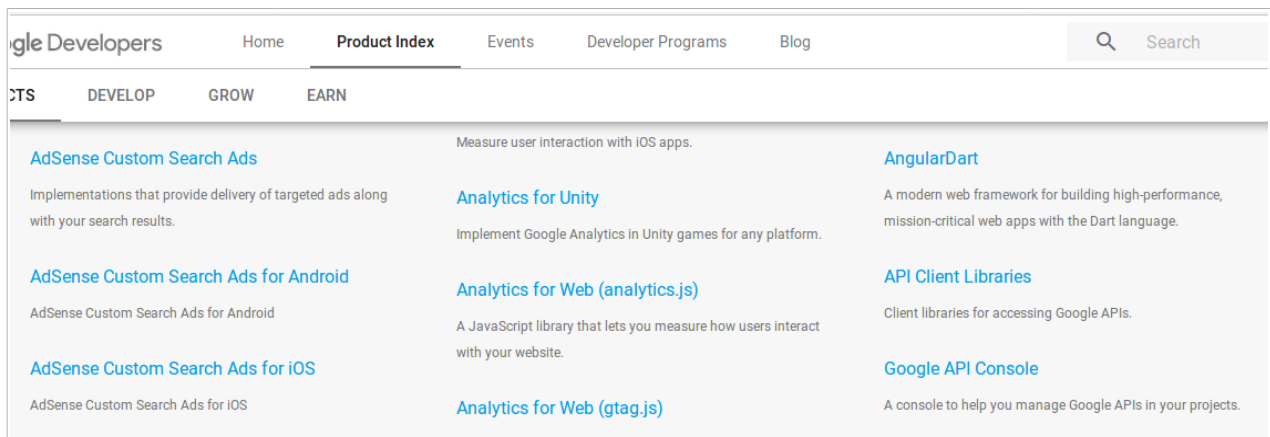 gle Developers Home Product Index Events Developer Programs Blog Search
CTS DEVELOP GROW EARN
AdSense Custom Search Ads
Implementations that provide delivery of targeted ads along
with your search results.
AdSense Custom Search Ads for Android
AdSense Custom Search Ads for Android
AdSense Custom Search Ads for iOS
AdSense Custom Search Ads for iOS
Measure user interaction with iOS apps.
Analytics for Unity
Implement Google Analytics in Unity games for any platform.
Analytics for Web (analytics.js)
A JavaScript library that lets you measure how users interact
with your website.
Analytics for Web (gtag.js)
AngularDart
A modern web framework for building high-performance,
mission-critical web apps with the Dart language.
API Client Libraries
Client libraries for accessing Google APIs.
Google API Console
A console to help you manage Google APIs in your projects.